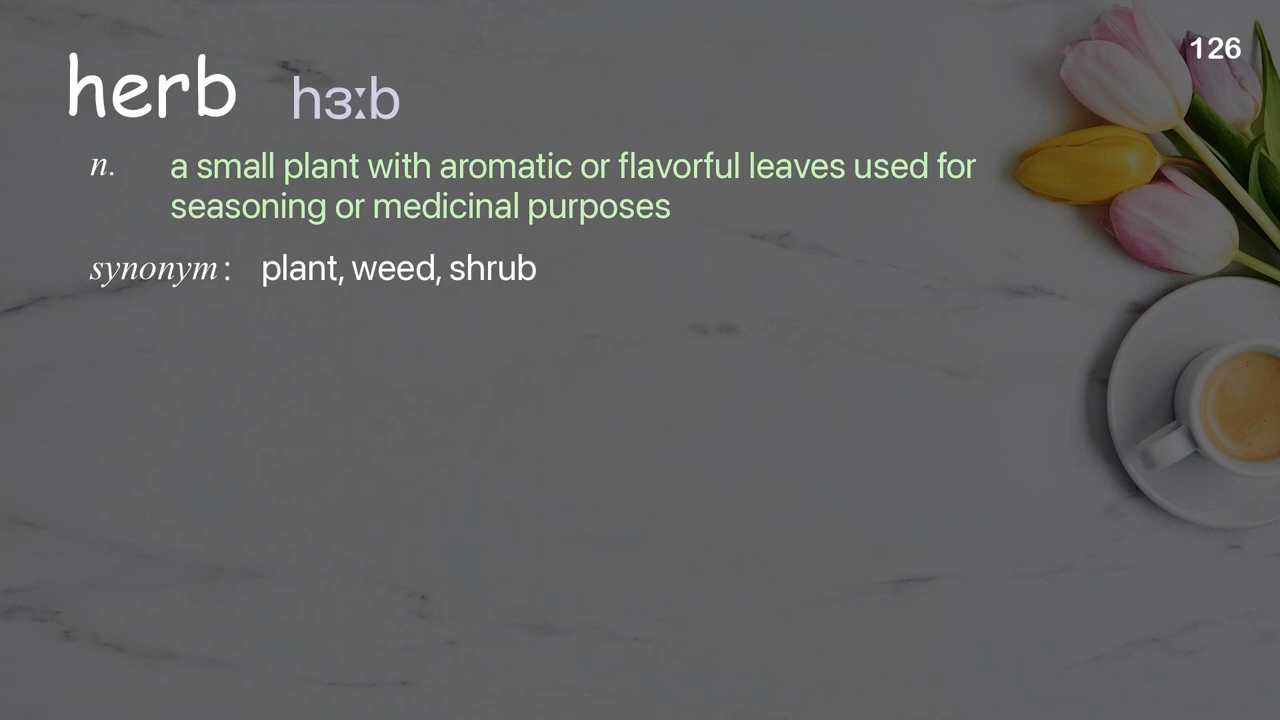 126
herb hɜːb
n. a small plant with aromatic or flavorful leaves used for
seasoning or medicinal purposes
synonym : plant, weed, shrub